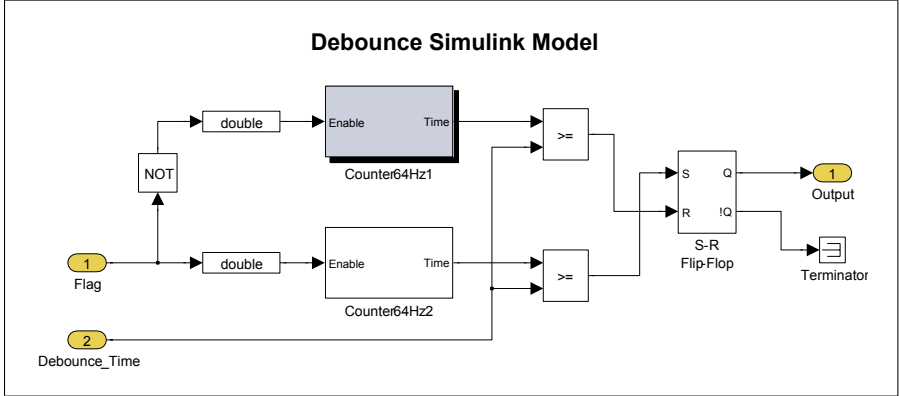 Debounce Simulink Model
double
Enable
Time
>=
Counter64Hz1
NOT
S
Q
1
Output
R
!Q
S-R
Flip-Flop
Terminator
1
Flag
double
Enable
Time
>=
Counter64Hz2
2
Debounce_Time